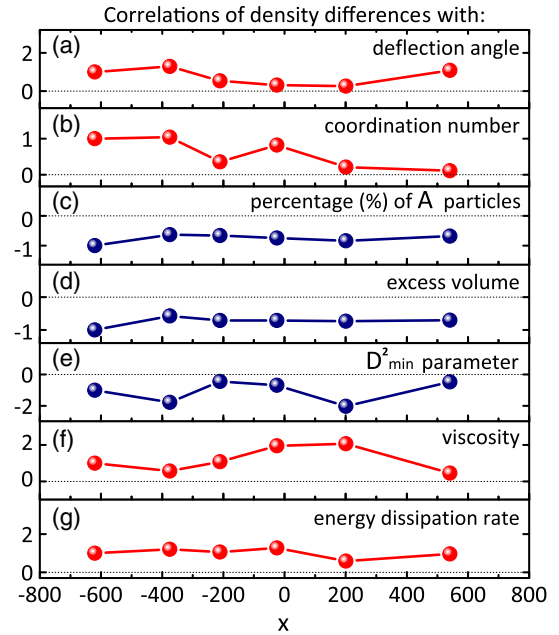 Correlations of density differences with:
(a) deflection angle
2
0
(b) coordination number
1
0
(c) percentage (%) of A particles
0
-1
(d) excess volume
0
-1
(e) D²min parameter
0
-2
(f) viscosity
2
0
(g) energy dissipation rate
2
0
-800 -600 -400 -200 0 200 400 600 800
x